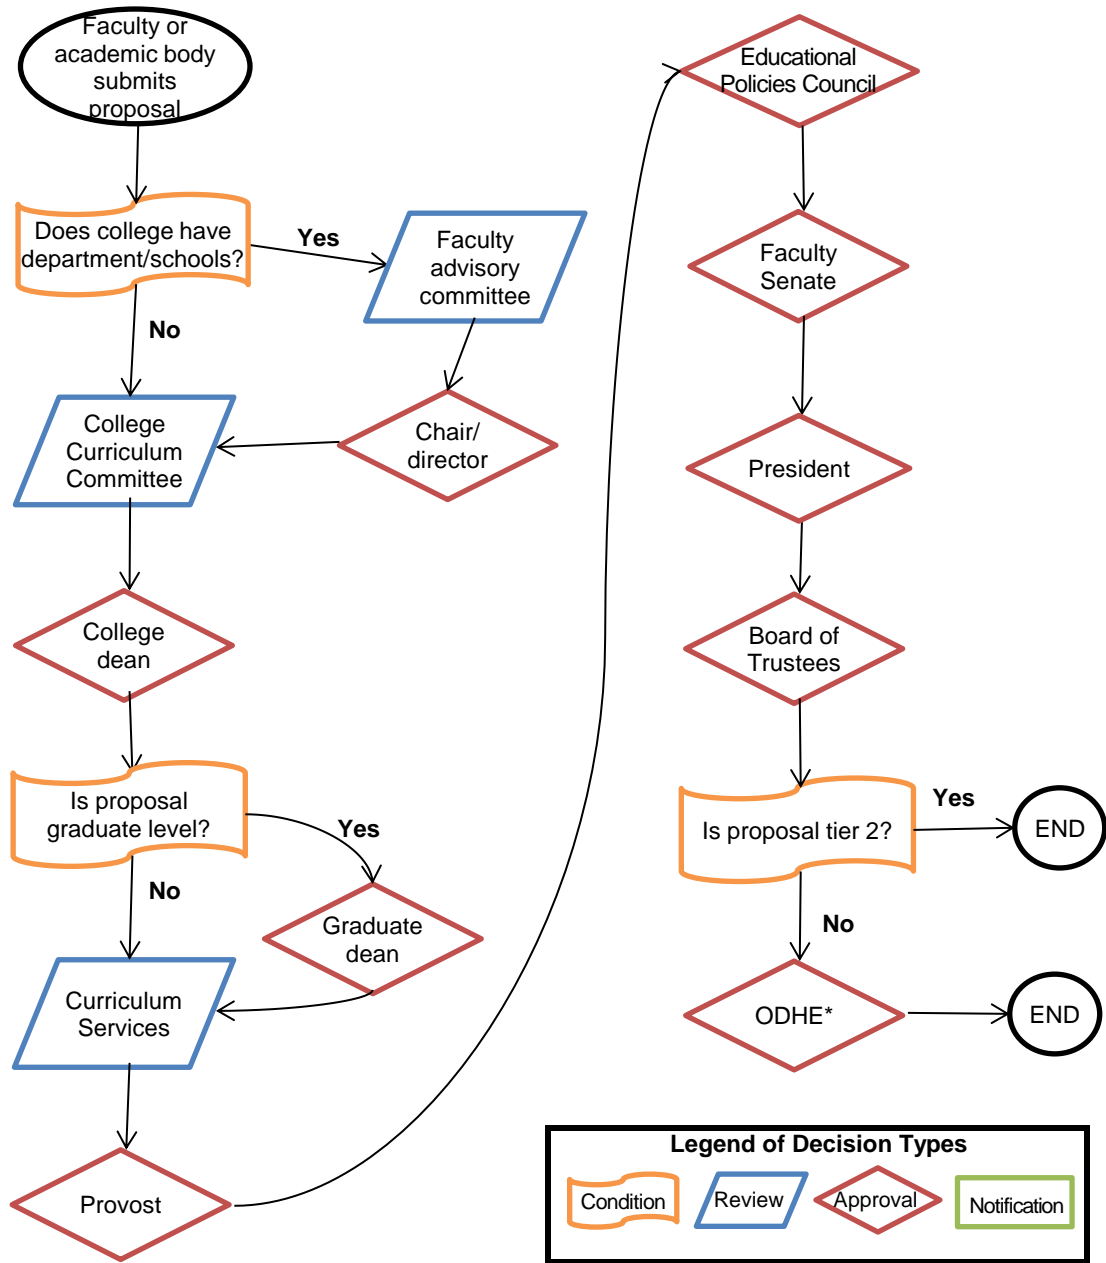 Faculty or
academic body
submits
proposal
Does college have
department/schools?
Yes
Faculty
advisory
committee
No
College
Curriculum
Committee
Chair/
director
College
dean
Is proposal
graduate level?
Yes
No
Graduate
dean
Curriculum
Services
Provost
Educational
Policies Council
Faculty
Senate
President
Board of
Trustees
Is proposal tier 2?
Yes
END
No
ODHE*
END
Legend of Decision Types
Condition
Review
Approval
Notification